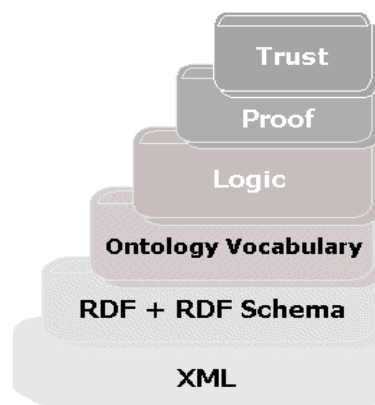 Trust
Proof
Logic
Ontology Vocabulary
RDF + RDF Schema
XML